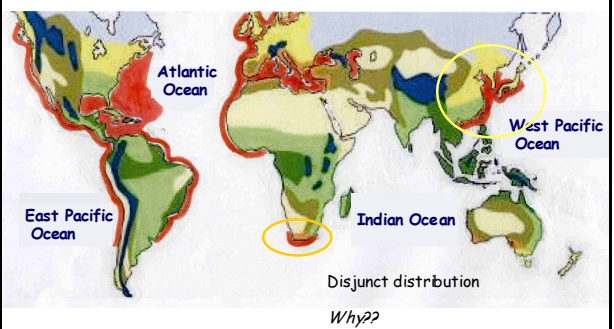 Atlantic
Ocean
West Pacific
Ocean
East Pacific
Ocean
Indian Ocean
Disjunct distribution
Why??